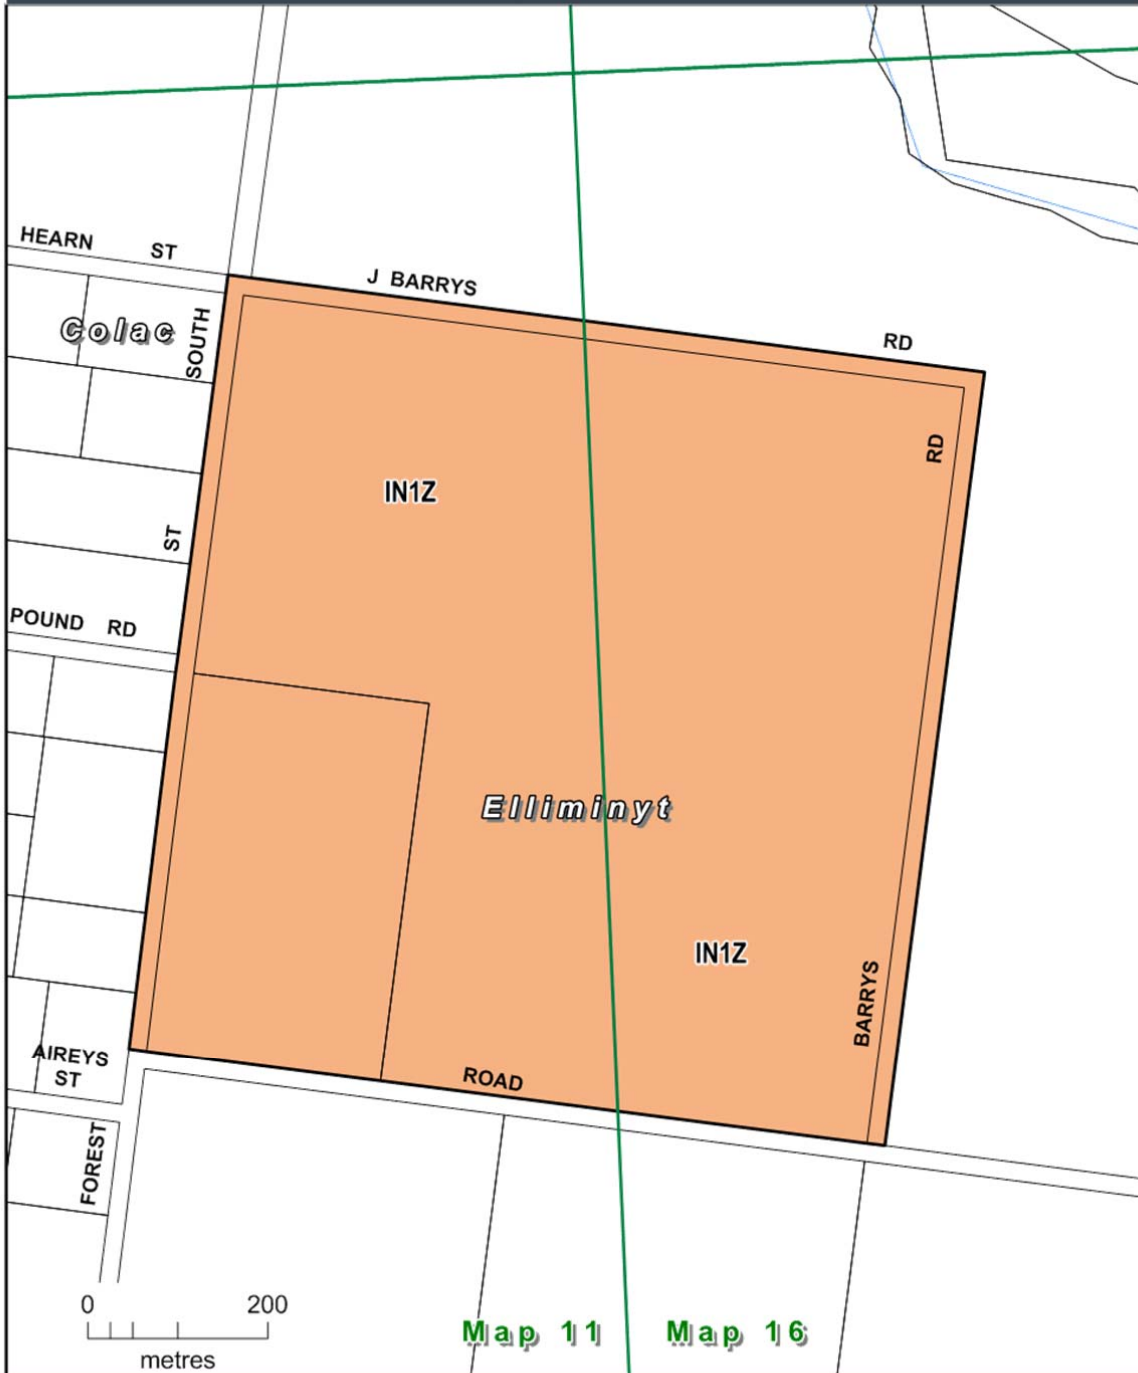 HEARN ST
J BARRYS RD
Colac
SOUTH
RD
IN1Z
ST
POUND RD
Elliminyt
IN1Z
BARRYS
AIREYS
ST
ROAD
FOREST
0 200
metres
Map 11 Map 16